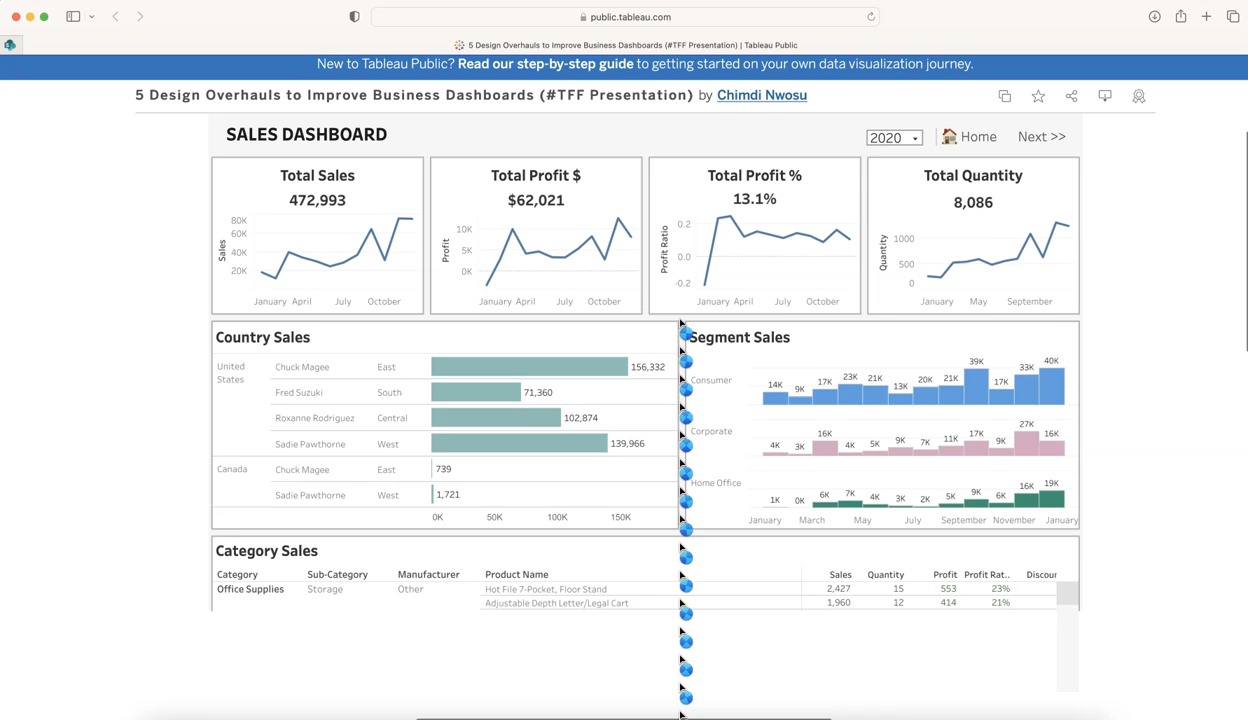 public.tableau.com
5 Design Overhauls to Improve Business Dashboards (#TFF Presentation) | Tableau Public
New to Tableau Public? Read our step-by-step guide to getting started on your own data visualization journey.
5 Design Overhauls to Improve Business Dashboards (#TFF Presentation) by Chimdi Nwosu
SALES DASHBOARD
2020
Home
Next >>
Total Sales
472,993
80K
60K
40K
20K
Sales
January April July October
Total Profit $
$62,021
10K
5K
0K
Profit
January April July October
Total Profit %
13.1%
0.2
0.0
-0.2
Profit Ratio
January April July October
Total Quantity
8,086
1000
500
0
Quantity
January May September
Country Sales
United States
Chuck Magee East 156,332
Fred Suzuki South 71,360
Roxanne Rodriguez Central 102,874
Sadie Pawthorne West 139,966
Canada
Chuck Magee East 739
Sadie Pawthorne West 1,721
0K 50K 100K 150K
Segment Sales
Consumer
14K 9K 17K 23K 21K 13K 20K 21K 39K 17K 33K 40K
Corporate
4K 3K 16K 4K 5K 9K 7K 11K 17K 9K 27K 16K
Home Office
1K 0K 6K 7K 4K 3K 2K 5K 9K 6K 16K 19K
January March May July September November January
Category Sales
Category Sub-Category Manufacturer Product Name Sales Quantity Profit Profit Rat.. Discour
Office Supplies Storage Other Hot File 7-Pocket, Floor Stand 2,427 15 553 23%
Adjustable Depth Letter/Legal Cart 1,960 12 414 21%